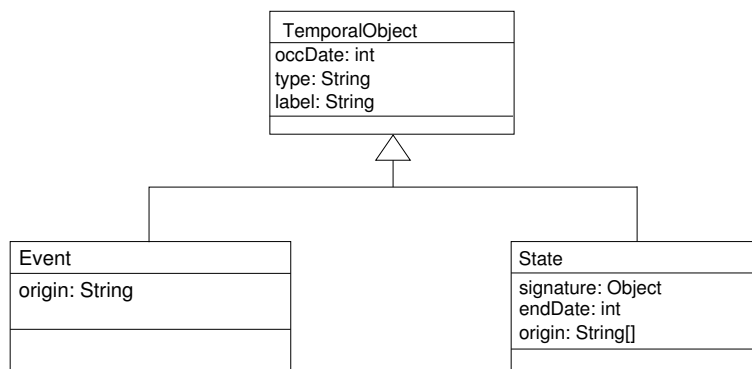 TemporalObject
occDate: int
type: String
label: String
Event
origin: String
State
signature: Object
endDate: int
origin: String[]